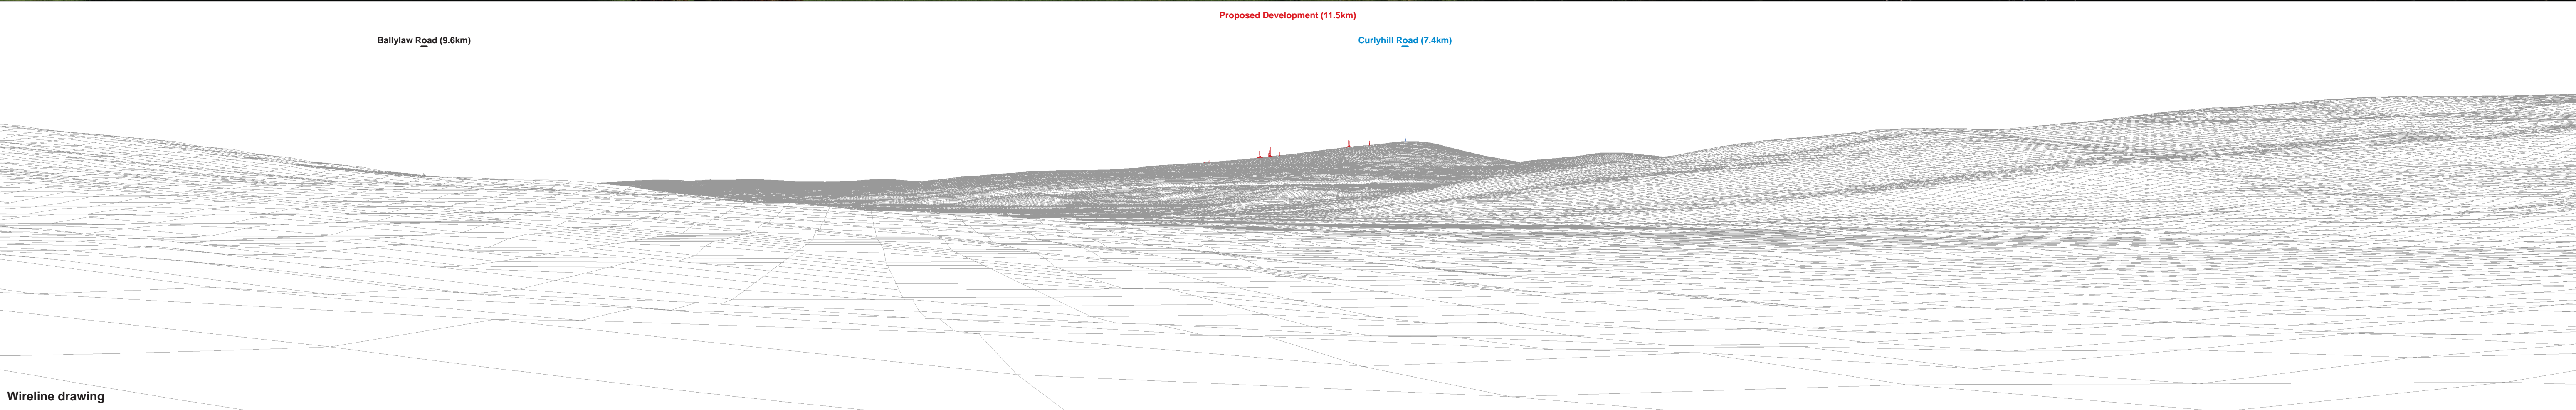 Proposed Development (11.5km)
Ballylaw Road (9.6km)
Curlyhill Road (7.4km)
Wireline drawing